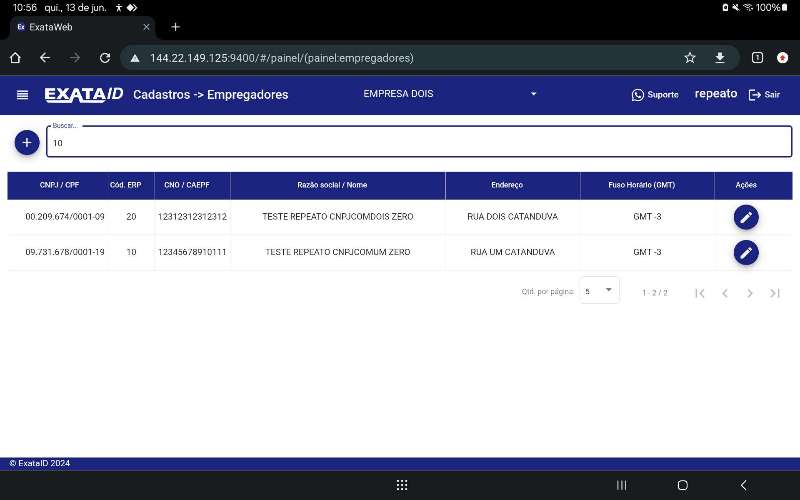 10:56 qui., 13 de jun. 100%
ExataWeb
144.22.149.125:9400/#/painel/(painel:empregadores) 1
EXATAID Cadastros -> Empregadores EMPRESA DOIS Suporte repeato Sair
Buscar...
10
CNPJ / CPF Cód. ERP CNO / CAEPF Razão social / Nome Endereço Fuso Horário (GMT) Ações
00.209.674/0001-09 20 12312312312312 TESTE REPEATO CNPJCOMDOIS ZERO RUA DOIS CATANDUVA GMT -3
09.731.678/0001-19 10 12345678910111 TESTE REPEATO CNPJCOMUM ZERO RUA UM CATANDUVA GMT -3
Qtd. por página: 5 1 - 2 / 2
© ExataID 2024